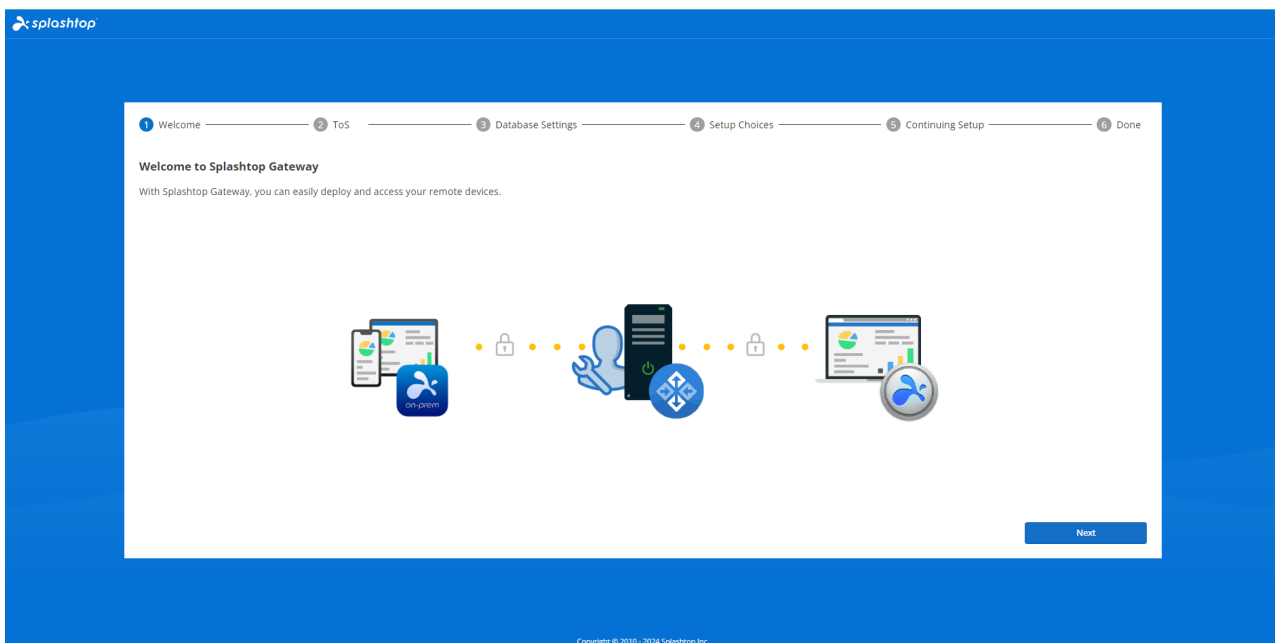 splashtop
1 Welcome 2 ToS 3 Database Settings 4 Setup Choices 5 Continuing Setup 6 Done
Welcome to Splashtop Gateway
With Splashtop Gateway, you can easily deploy and access your remote devices.
on-prem
Next
Copyright © 2010 - 2024 Splashtop Inc.